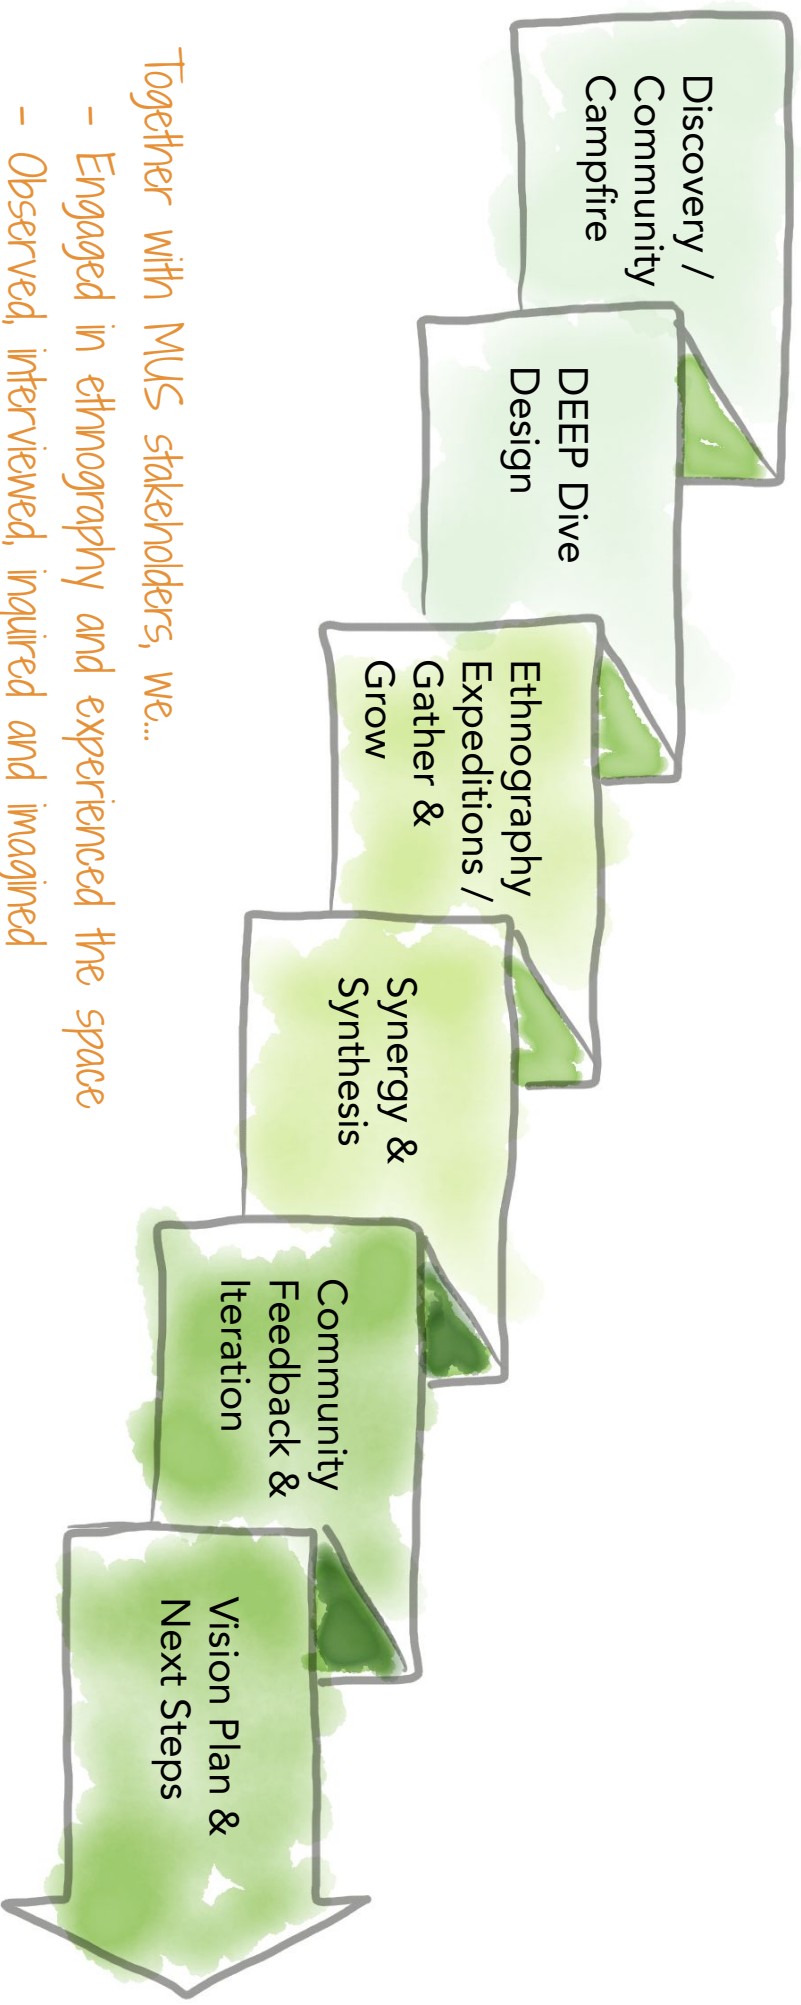 Discovery /
Community
Campfire
DEEP Dive
Design
Ethnography
Expeditions /
Gather &
Grow
Synergy &
Synthesis
Community
Feedback &
Iteration
Vision Plan &
Next Steps
Together with MUS stakeholders, we...
- Engaged in ethnography and experienced the space
- Observed, interviewed, inquired and imagined